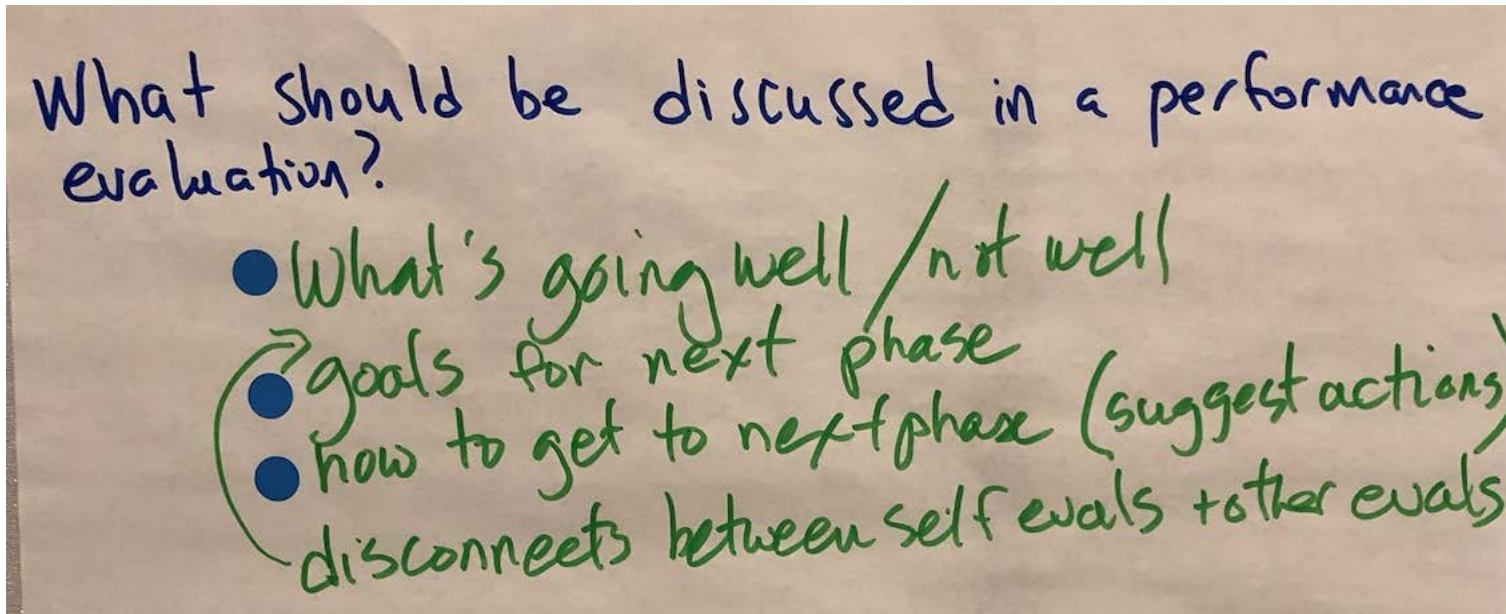 What should be discussed in a performance
evaluation?
• What's going well / not well
• goals for next phase
• how to get to next phase (suggest actions)
disconnects between self evals + other evals